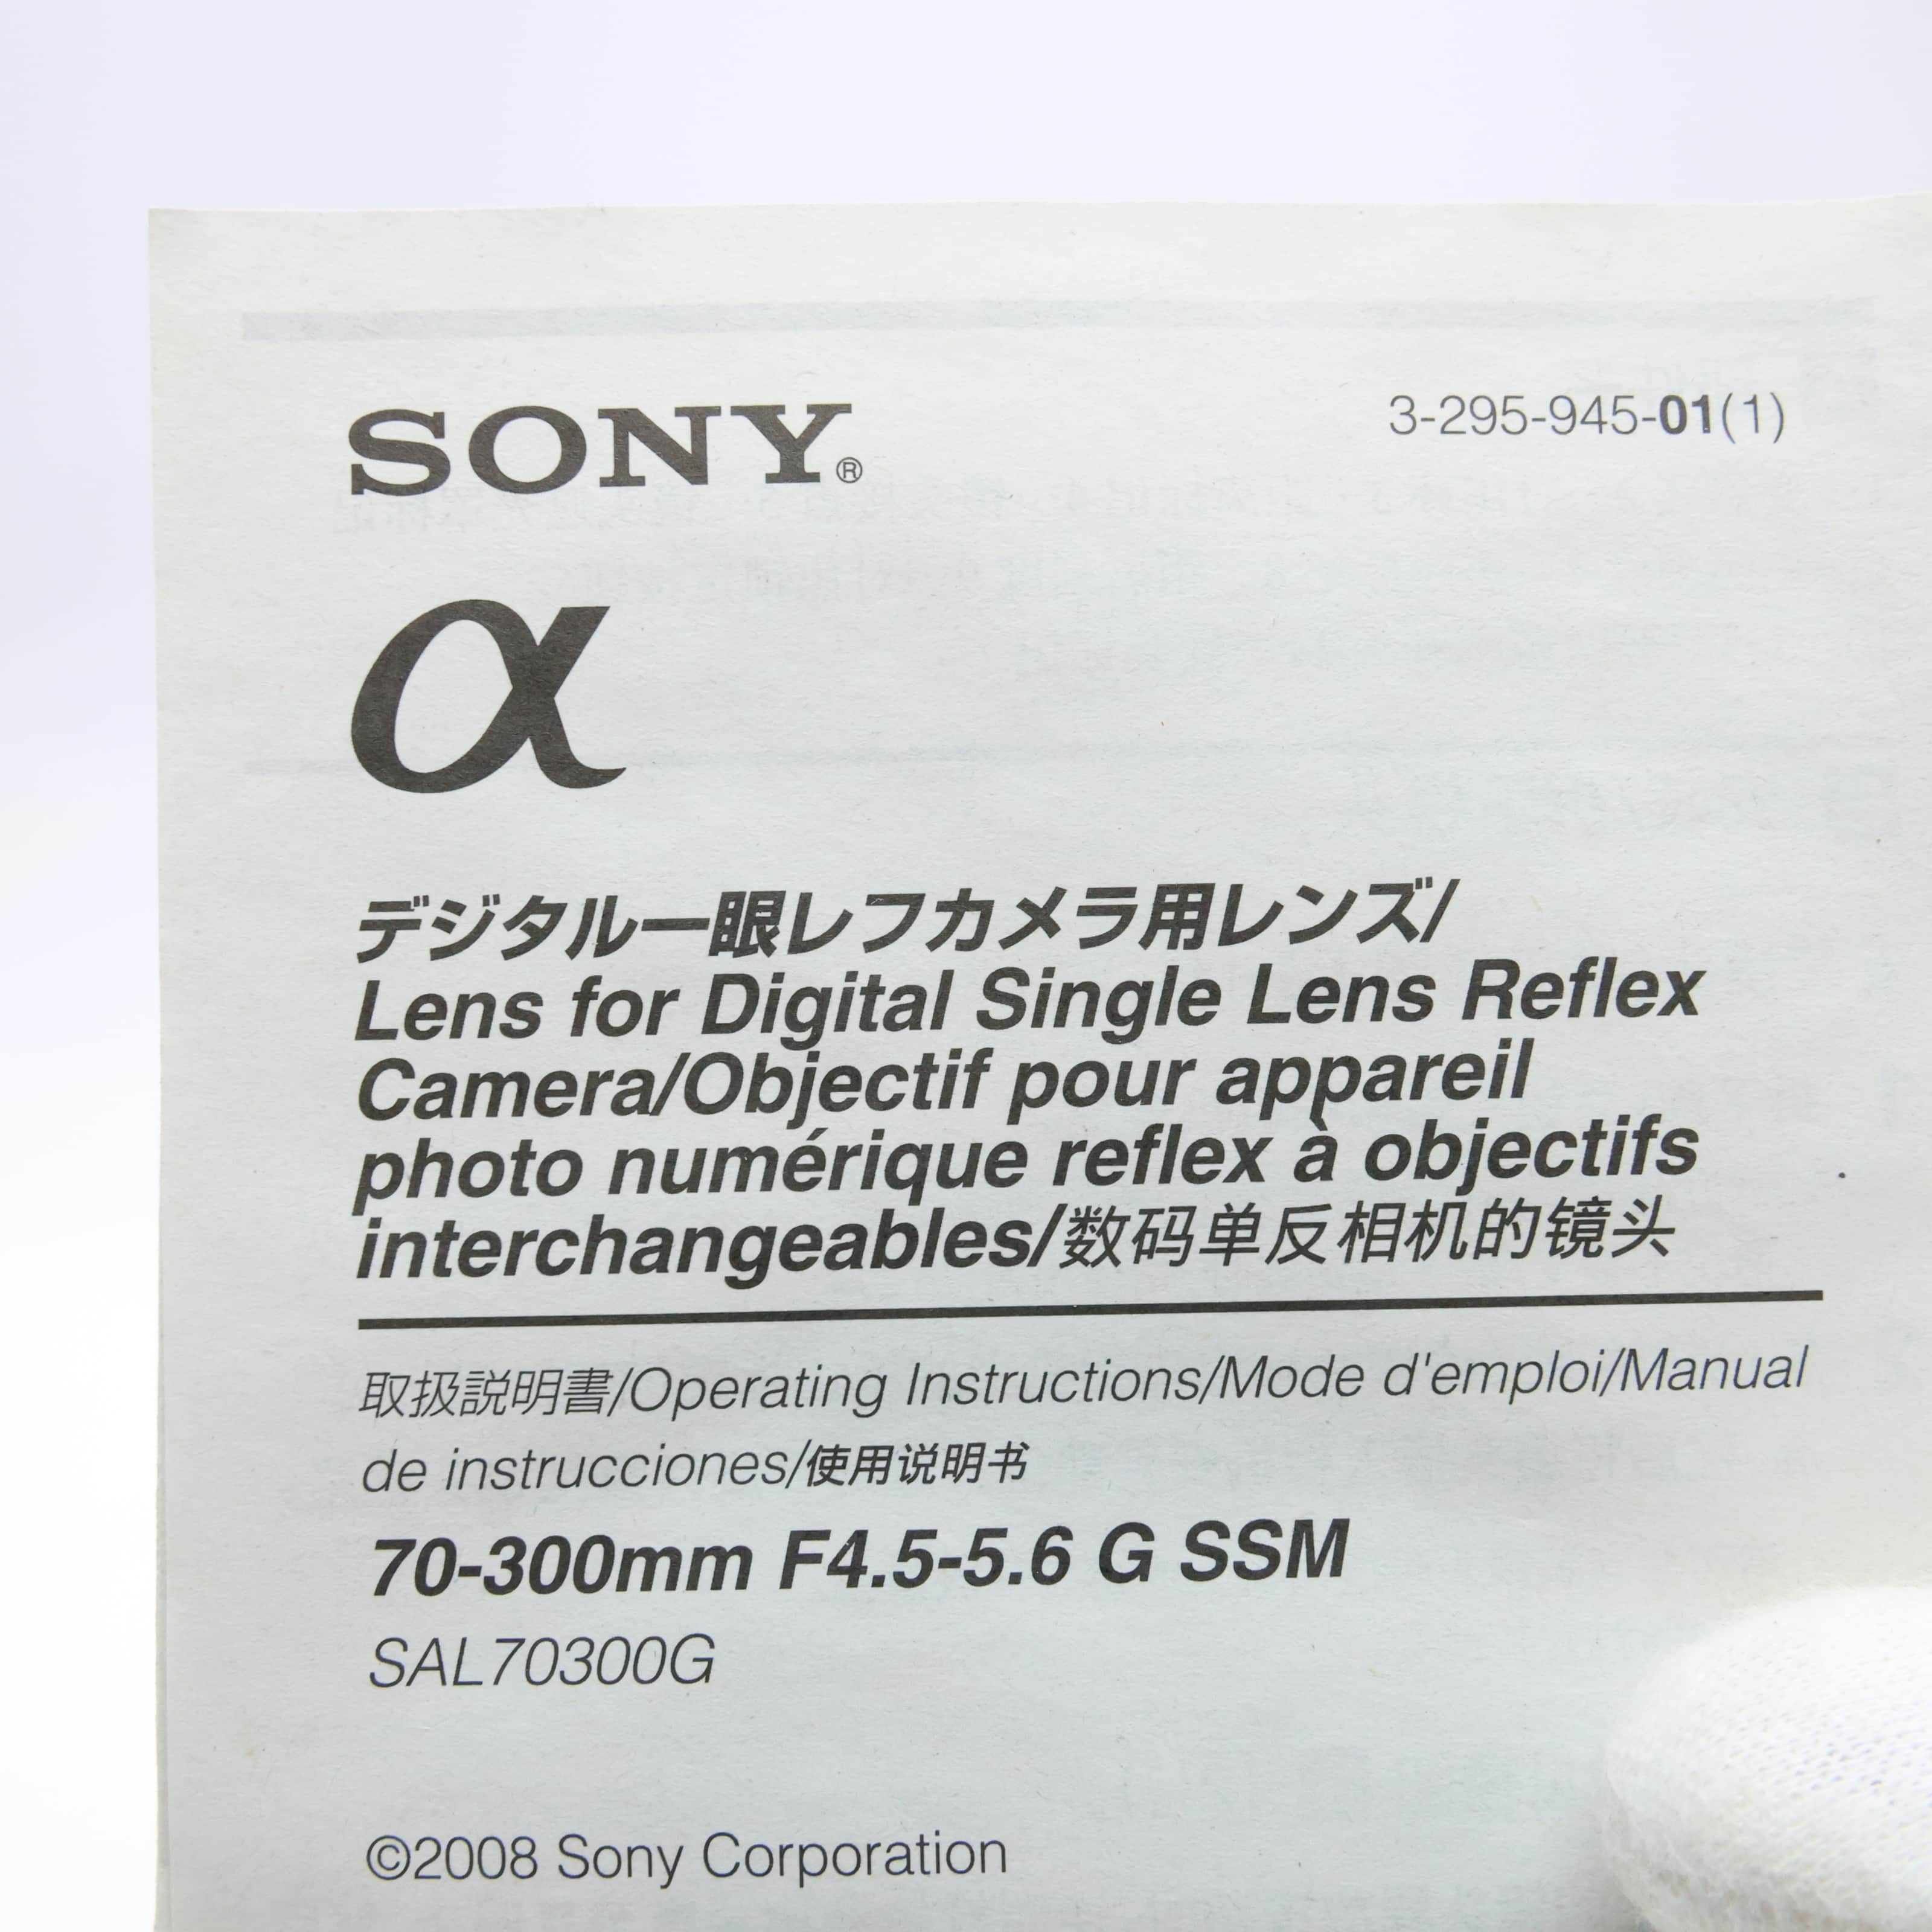 SONY®
3-295-945-01(1)
α
デジタル一眼レフカメラ用レンズ/
Lens for Digital Single Lens Reflex
Camera/Objectif pour appareil
photo numérique reflex à objectifs
interchangeables/数码单反相机的镜头
取扱説明書/Operating Instructions/Mode d'emploi/Manual
de instrucciones/使用说明书
70-300mm F4.5-5.6 G SSM
SAL70300G
©2008 Sony Corporation